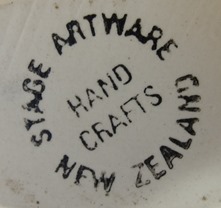 STAGE ARTWARE
HAND
CRAFTS
NEW ZEALAND